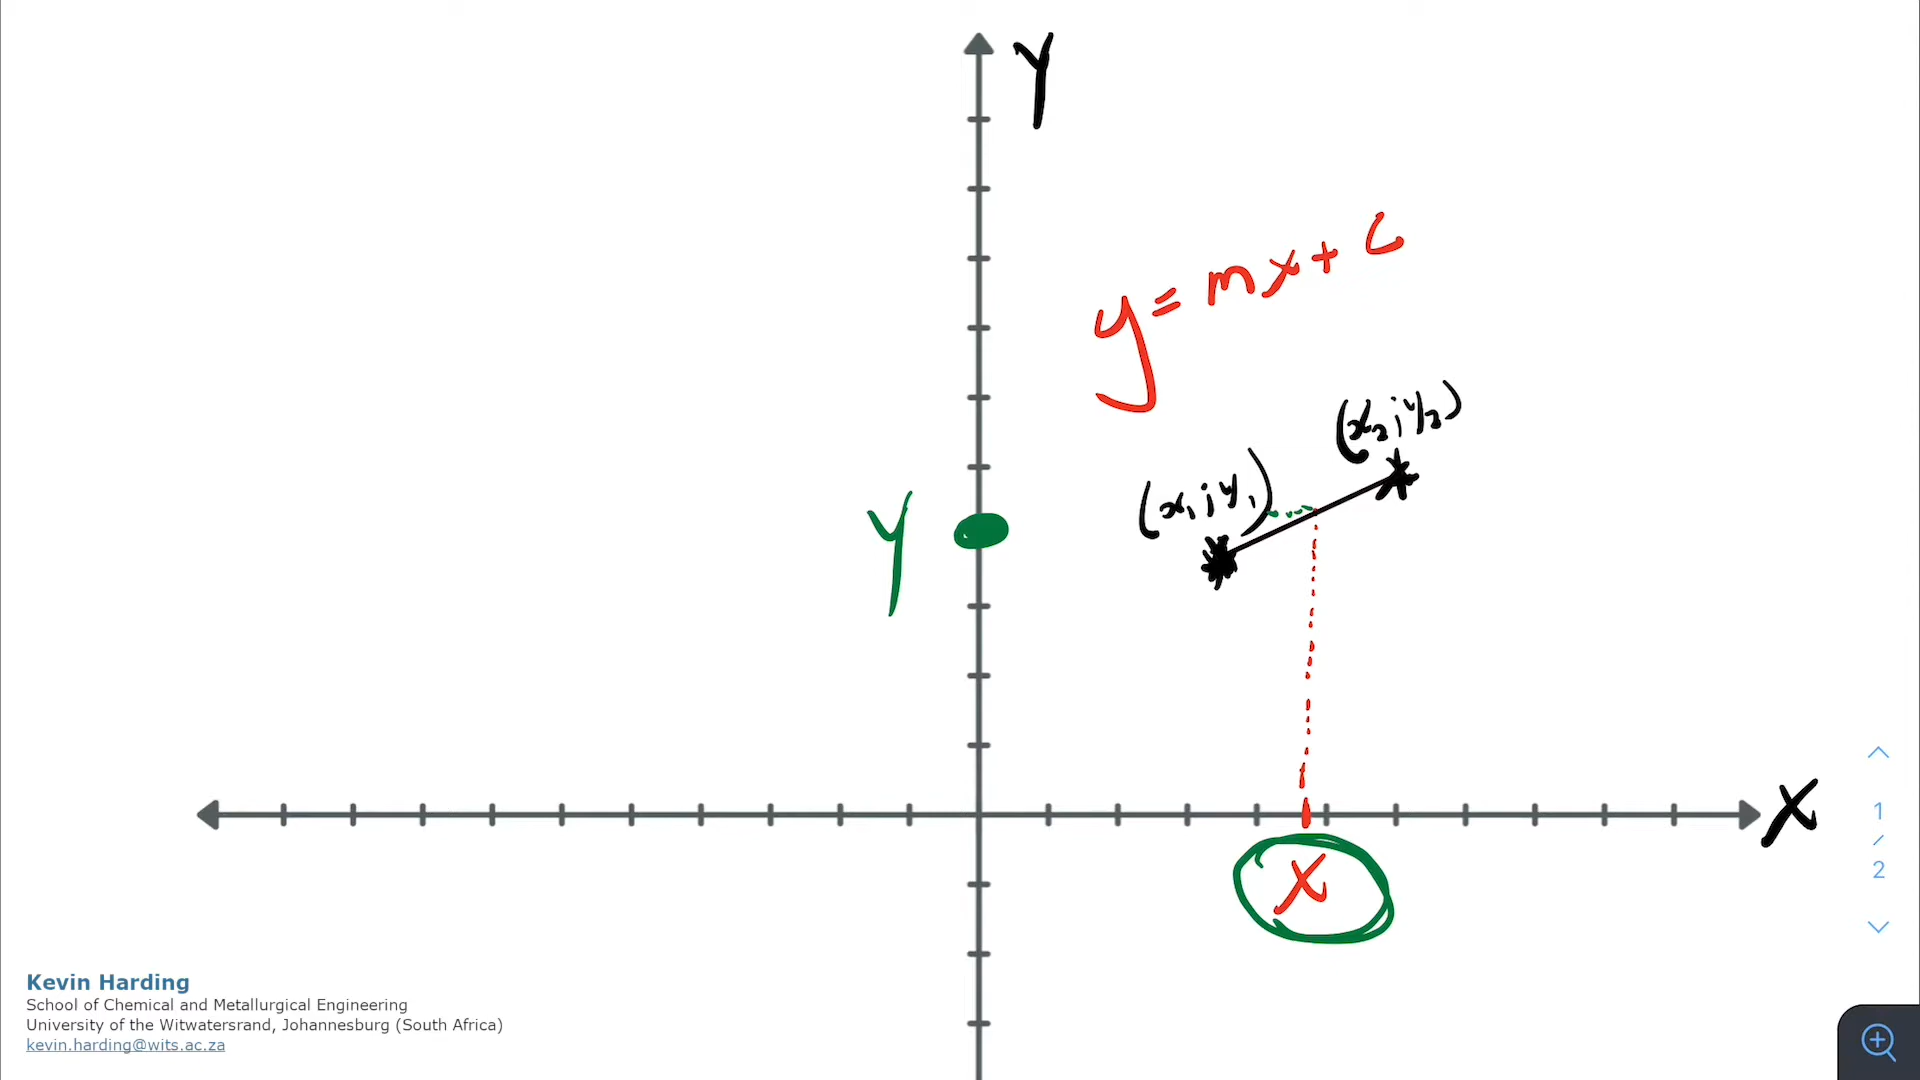 Y
y = mx + c
(x₂;y₂)
(x₁;y₁)
Y
X
X
1
/
2
Kevin Harding
School of Chemical and Metallurgical Engineering
University of the Witwatersrand, Johannesburg (South Africa)
kevin.harding@wits.ac.za